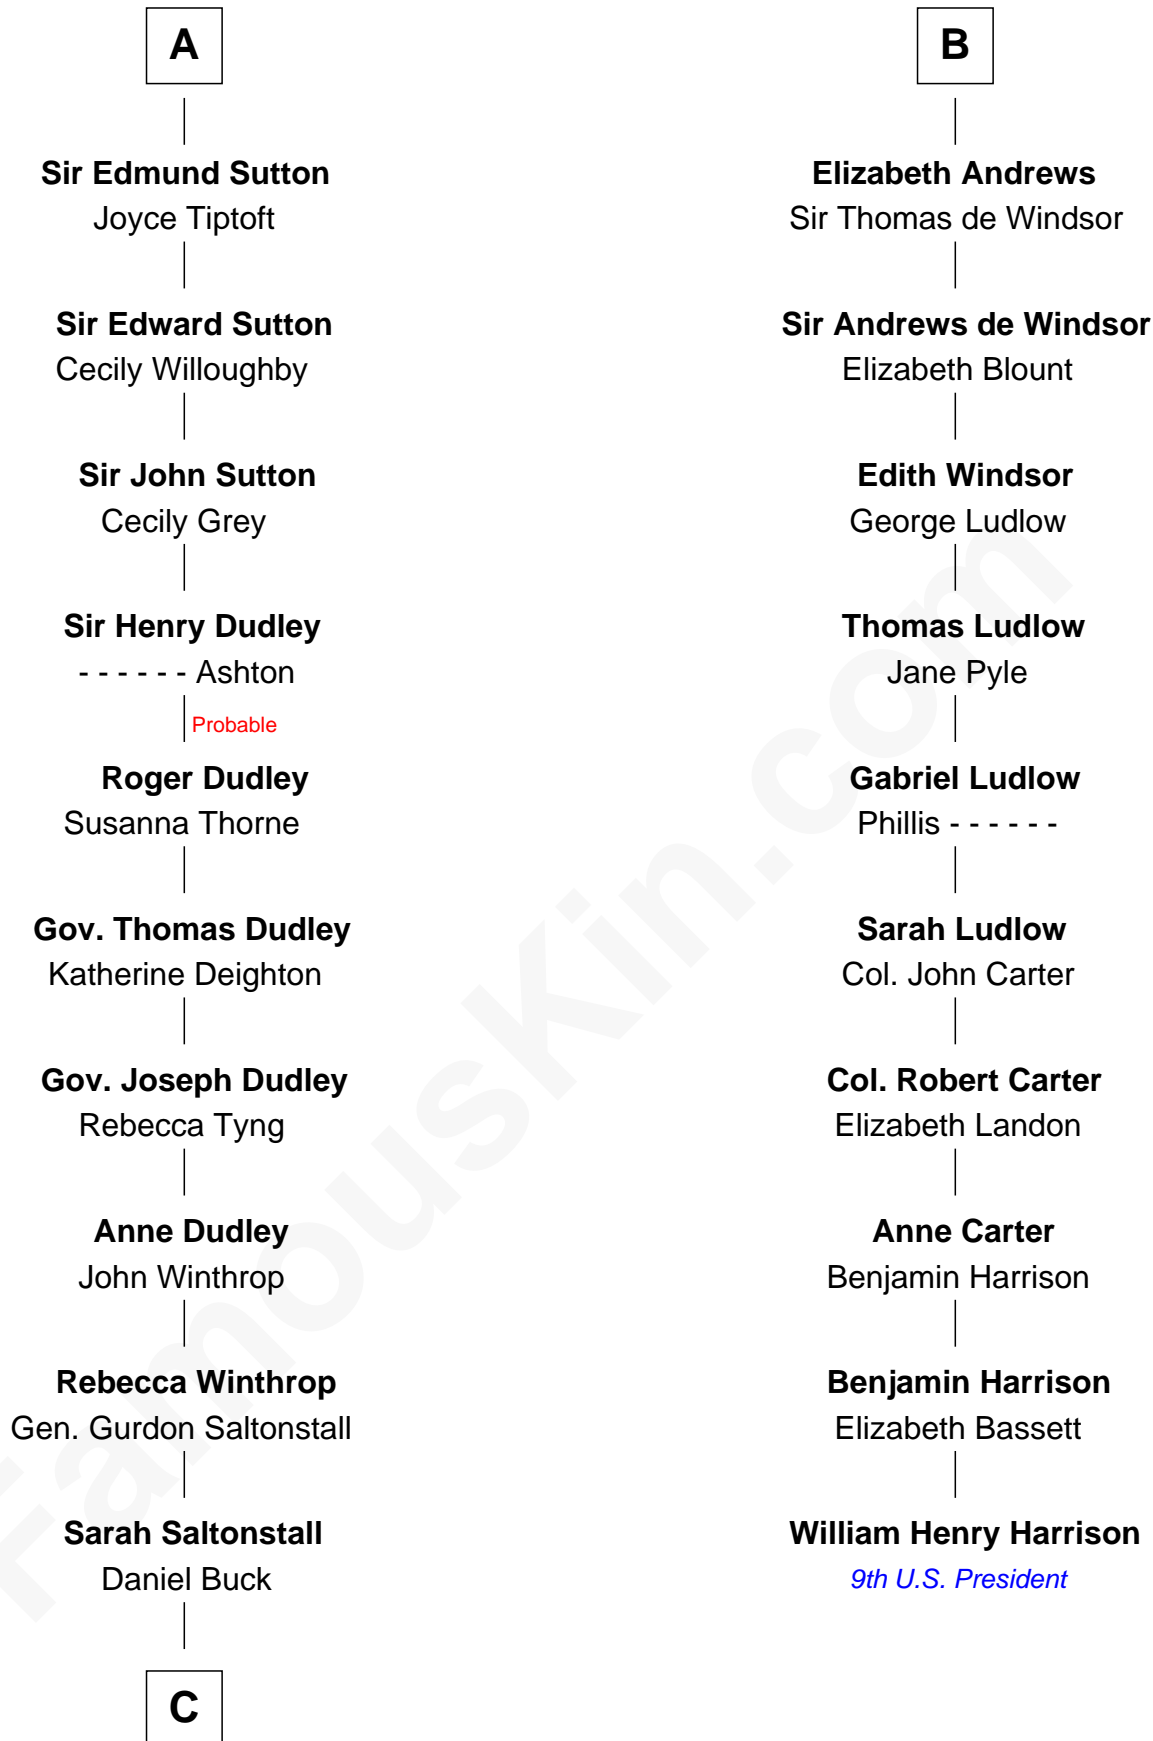 A
Sir Edmund Sutton
Joyce Tiptoft
Sir Edward Sutton
Cecily Willoughby
Sir John Sutton
Cecily Grey
Sir Henry Dudley
- - - - - - Ashton
Probable
Roger Dudley
Susanna Thorne
Gov. Thomas Dudley
Katherine Deighton
Gov. Joseph Dudley
Rebecca Tyng
Anne Dudley
John Winthrop
Rebecca Winthrop
Gen. Gurdon Saltonstall
Sarah Saltonstall
Daniel Buck
C
B
Elizabeth Andrews
Sir Thomas de Windsor
Sir Andrews de Windsor
Elizabeth Blount
Edith Windsor
George Ludlow
Thomas Ludlow
Jane Pyle
Gabriel Ludlow
Phillis - - - - - -
Sarah Ludlow
Col. John Carter
Col. Robert Carter
Elizabeth Landon
Anne Carter
Benjamin Harrison
Benjamin Harrison
Elizabeth Bassett
William Henry Harrison
9th U.S. President
FamousKin.com